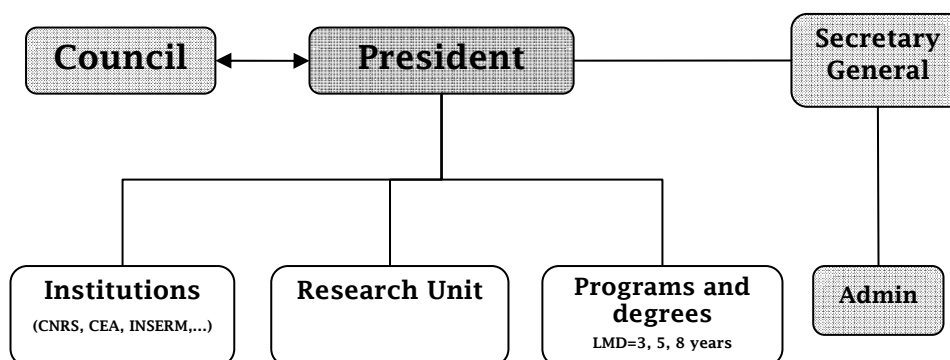 Council
President
Secretary
General
Institutions
(CNRS, CEA, INSERM,...)
Research Unit
Programs and
degrees
LMD=3, 5, 8 years
Admin